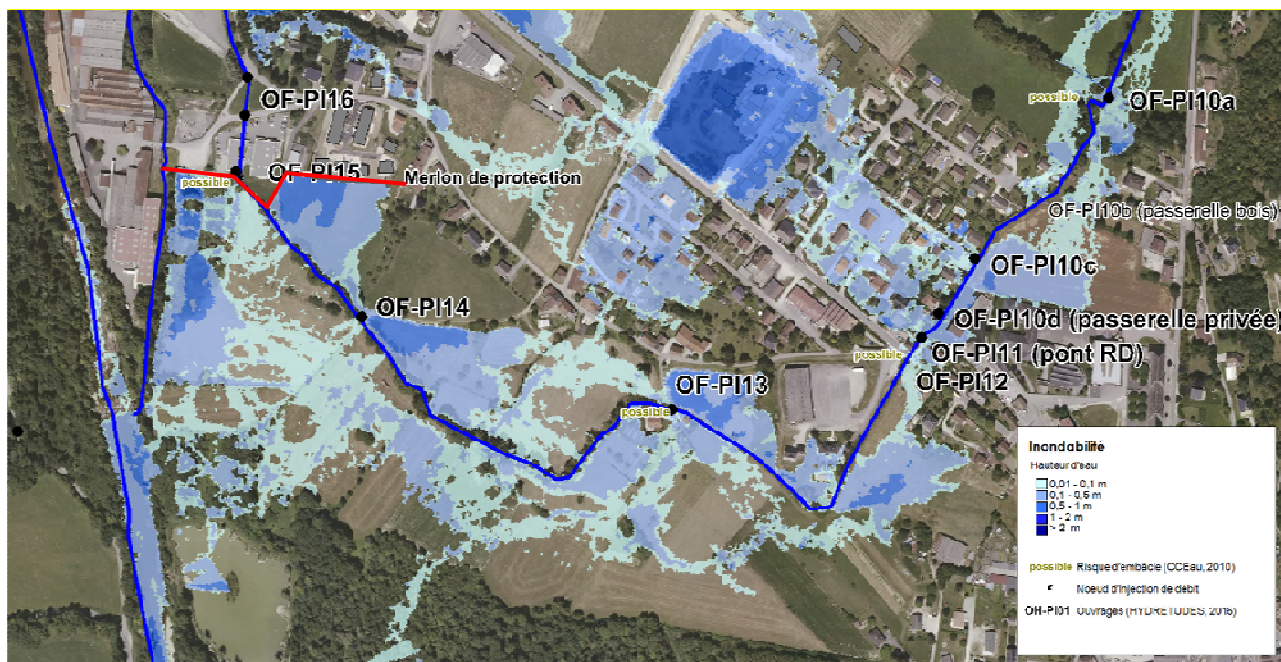 OF-PI16
OF-PI15
possible
Merlon de protection
OF-PI14
possible
OF-PI13
possible
OF-PI10a
OF-PI10b (passerelle bois)
OF-PI10c
OF-PI10d (passerelle privée)
possible
OF-PI11 (pont RD)
OF-PI12
Inondabilité
Hauteur d'eau
0,01 - 0,1 m
0,1 - 0,5 m
0,5 - 1 m
1 - 2 m
> 2 m
possible Risque d'embâcle (OCEau, 2010)
Noeud d'injection de débit
OH-PI01 Ouvrages (HYDRETUDES, 2016)